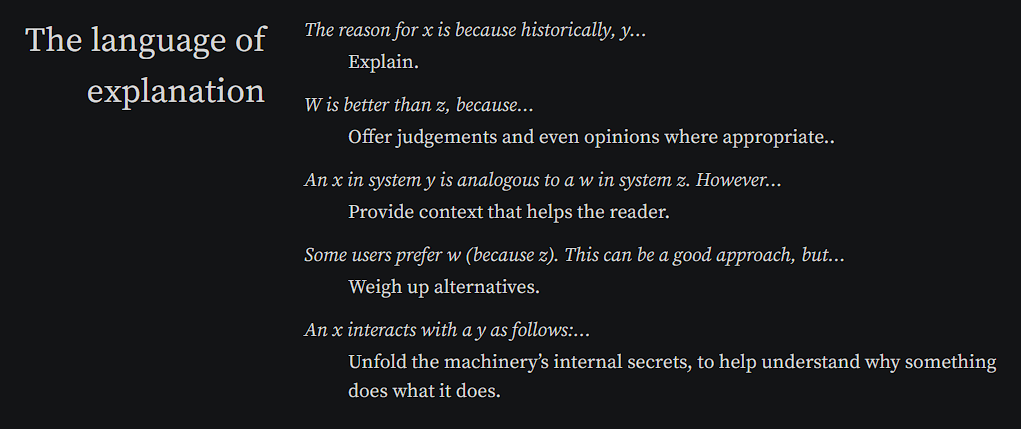 The language of
explanation
The reason for x is because historically, y…
Explain.
W is better than z, because…
Offer judgements and even opinions where appropriate..
An x in system y is analogous to a w in system z. However…
Provide context that helps the reader.
Some users prefer w (because z). This can be a good approach, but…
Weigh up alternatives.
An x interacts with a y as follows:…
Unfold the machinery’s internal secrets, to help understand why something
does what it does.